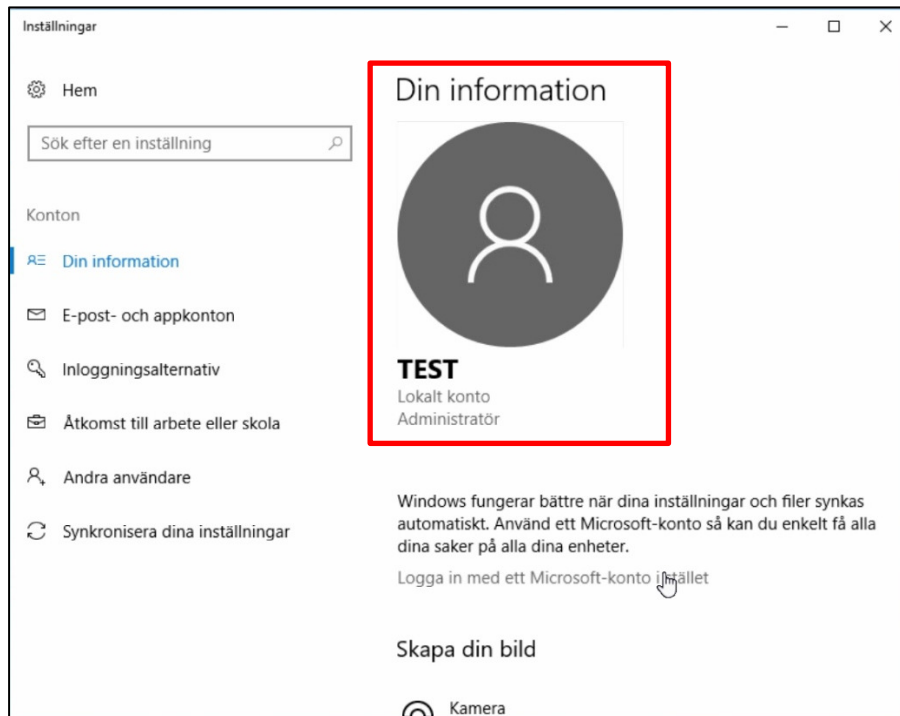 Inställningar
Hem
Sök efter en inställning
Konton
Din information
E-post- och appkonton
Inloggningsalternativ
Åtkomst till arbete eller skola
Andra användare
Synkronisera dina inställningar
Din information
TEST
Lokalt konto
Administratör
Windows fungerar bättre när dina inställningar och filer synkas
automatiskt. Använd ett Microsoft-konto så kan du enkelt få alla
dina saker på alla dina enheter.
Logga in med ett Microsoft-konto istället
Skapa din bild
Kamera